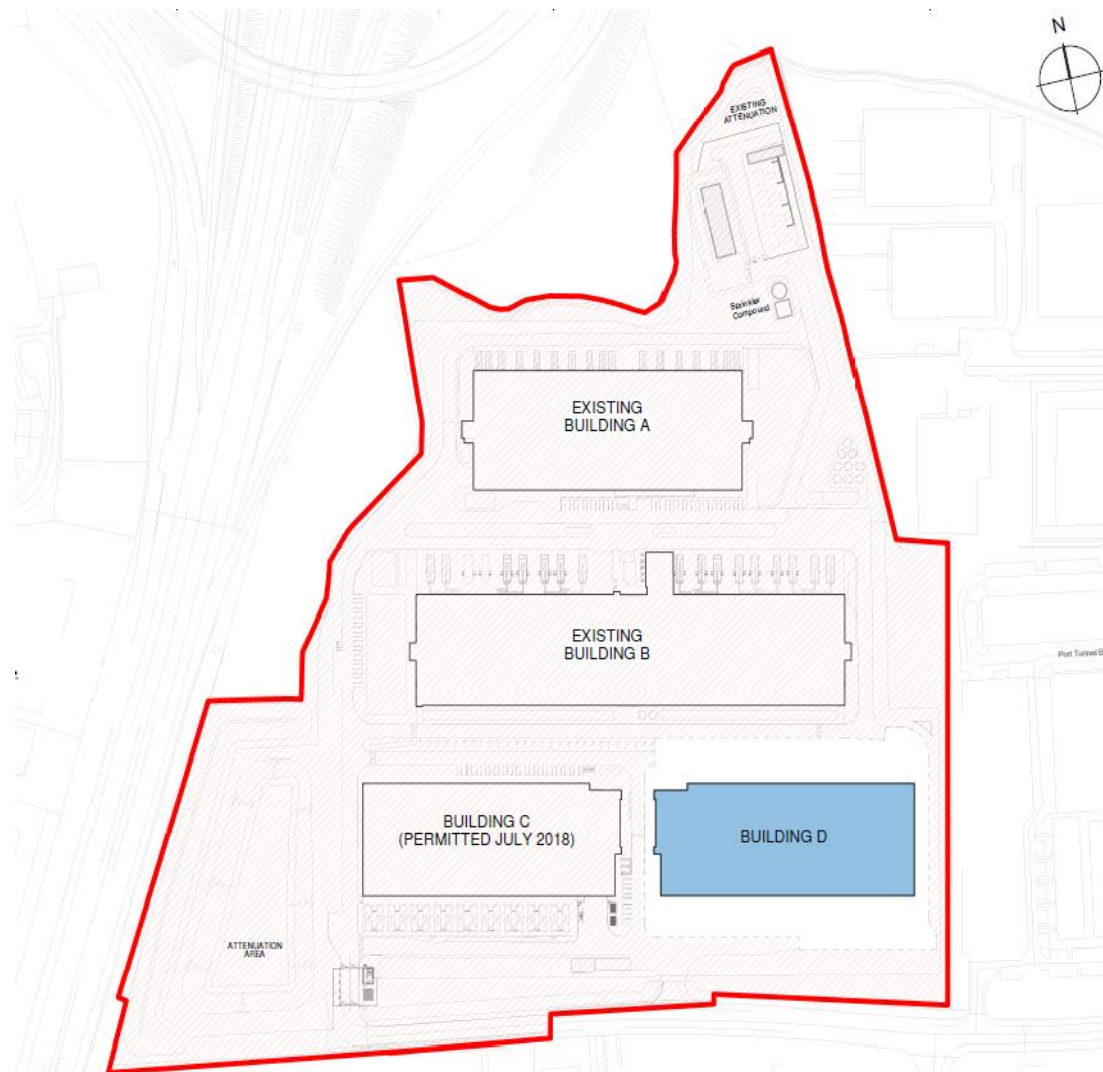 N
EXISTING
ATTENUATION
Sprinkler
Compound
EXISTING
BUILDING A
EXISTING
BUILDING B
Port Tunnel B
BUILDING C
(PERMITTED JULY 2018)
BUILDING D
ATTENUATION
AREA